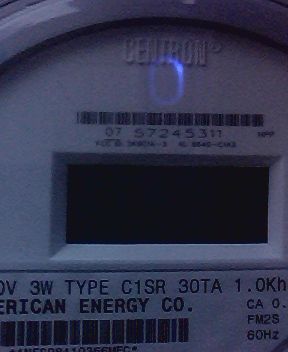 CENTRON®
07 57245311
0V 3W TYPE C1SR 30TA 1.0Kh
ERICAN ENERGY CO.
CA 0.
FM2S
60Hz